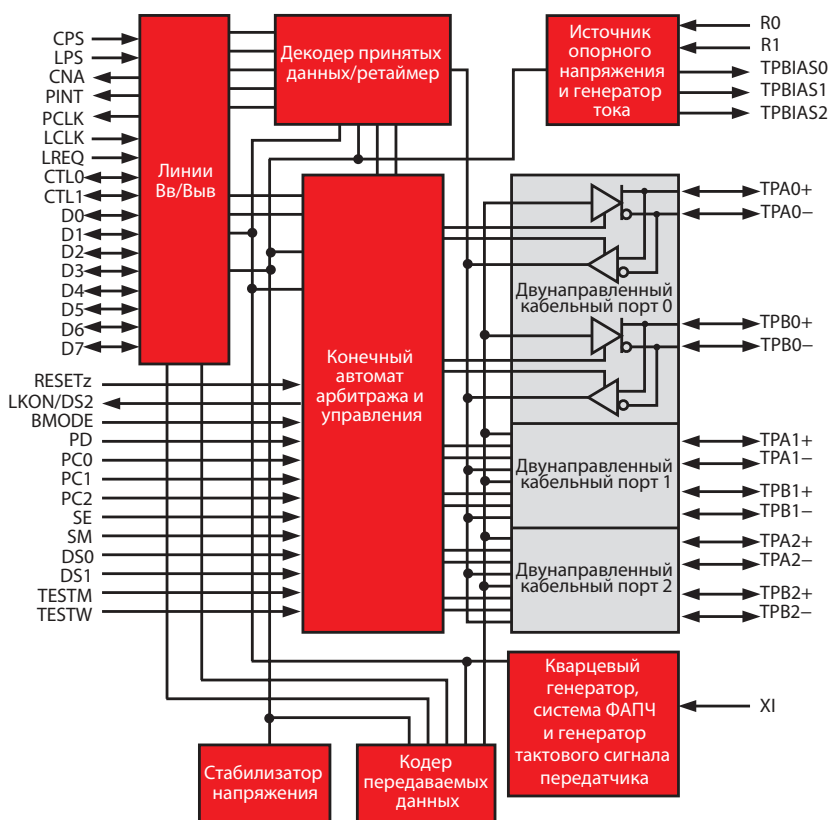 CPS
LPS
CNA
PINT
PCLK
LCLK
LREQ
CTL0
CTL1
D0
D1
D2
D3
D4
D5
D6
D7
RESETz
LKON/DS2
BMODE
PD
PC0
PC1
PC2
SE
SM
DS0
DS1
TESTM
TESTW
Линии
Вв/Выв
Декодер принятых
данных/ретаймер
Источник
опорного
напряжения
и генератор
тока
R0
R1
TPBIAS0
TPBIAS1
TPBIAS2
Конечный
автомат
арбитража и
управления
Двунаправленный
кабельный порт 0
TPA0+
TPA0−
TPB0+
TPB0−
Двунаправленный
кабельный порт 1
TPA1+
TPA1−
TPB1+
TPB1−
Двунаправленный
кабельный порт 2
TPA2+
TPA2−
TPB2+
TPB2−
Стабилизатор
напряжения
Кодер
передаваемых
данных
Кварцевый
генератор,
система ФАПЧ
и генератор
тактового сигнала
передатчика
XI